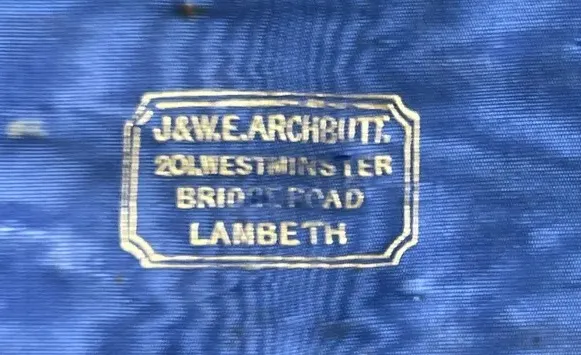 J & W.E. ARCHBUTT,
201, WESTMINSTER
BRIDGE ROAD
LAMBETH